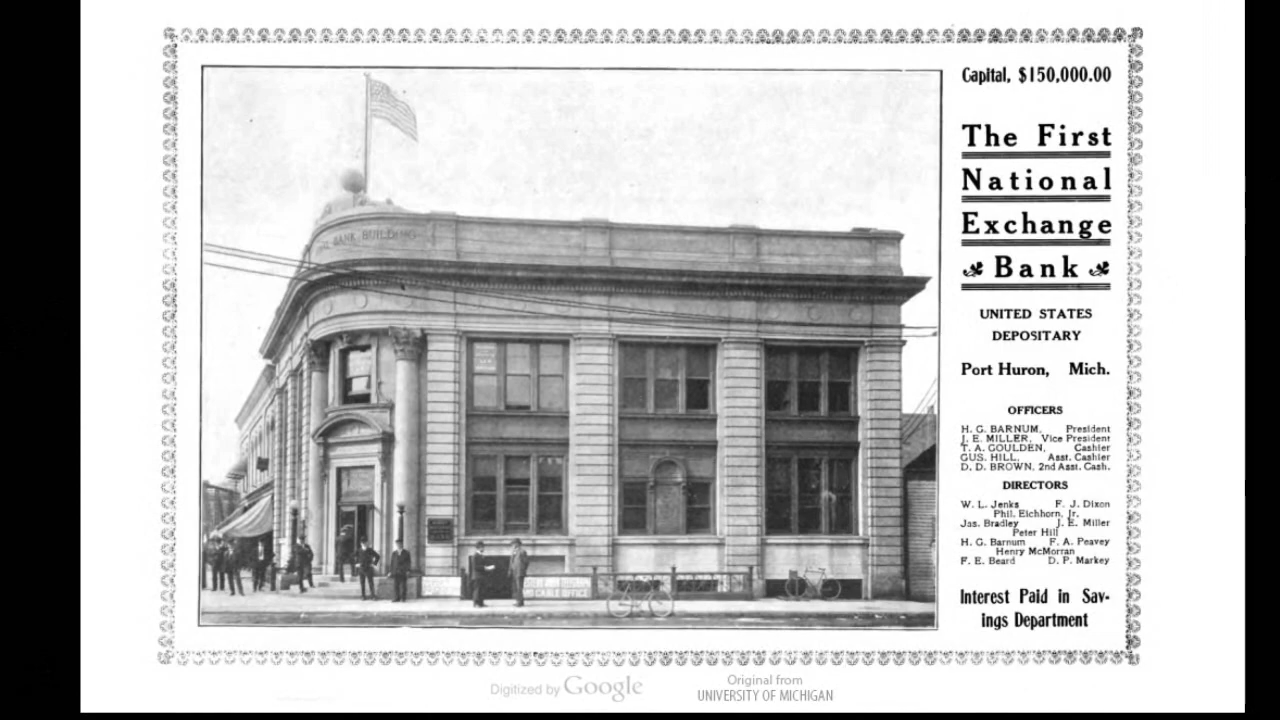 BANK BUILDING
AND CABLE OFFICE
Capital, $150,000.00
The First
National
Exchange
Bank
UNITED STATES
DEPOSITARY
Port Huron, Mich.
OFFICERS
H. G. BARNUM, President
J. E. MILLER, Vice President
T. A. GOULDEN, Cashier
GUS. HILL, Asst. Cashier
D. D. BROWN, 2nd Asst. Cash.
DIRECTORS
W. L. Jenks F. J. Dixon
Phil. Eichhorn, Jr.
Jas. Bradley J. E. Miller
Peter Hill
H. G. Barnum F. A. Peavey
Henry McMorran
F. E. Beard D. P. Markey
Interest Paid in Sav-
ings Department
Digitized by Google
Original from
UNIVERSITY OF MICHIGAN